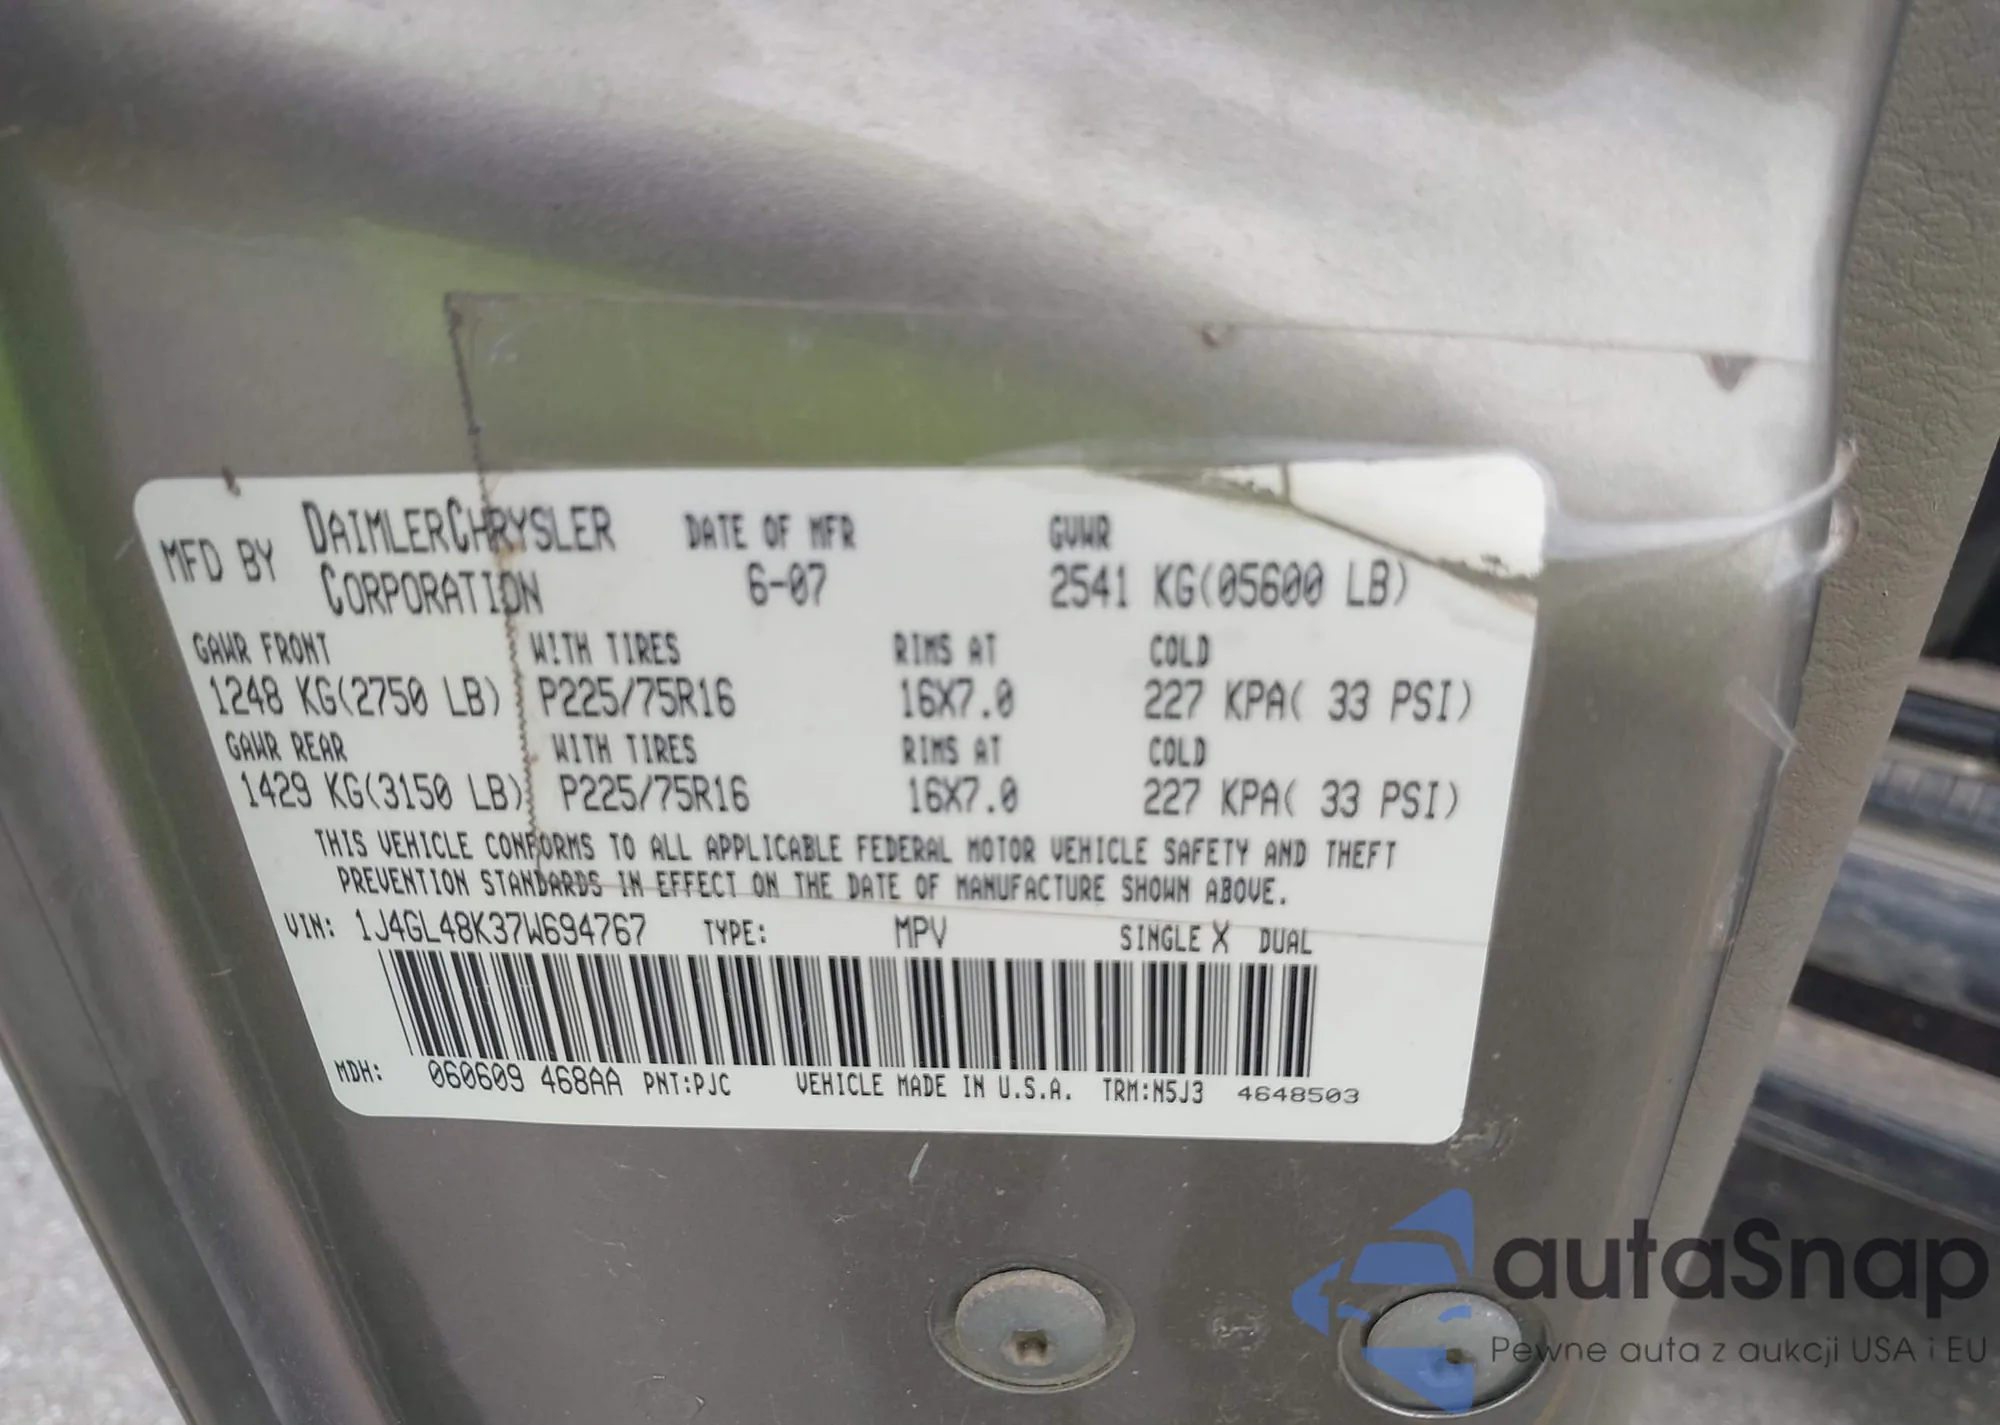 MFD BY DAIMLERCHRYSLER CORPORATION DATE OF MFR 6-07 GVWR 2541 KG(05600 LB)
GAWR FRONT WITH TIRES RIMS AT COLD
1248 KG(2750 LB) P225/75R16 16X7.0 227 KPA( 33 PSI)
GAWR REAR WITH TIRES RIMS AT COLD
1429 KG(3150 LB) P225/75R16 16X7.0 227 KPA( 33 PSI)
THIS VEHICLE CONFORMS TO ALL APPLICABLE FEDERAL MOTOR VEHICLE SAFETY AND THEFT
PREVENTION STANDARDS IN EFFECT ON THE DATE OF MANUFACTURE SHOWN ABOVE.
VIN: 1J4GL48K37W694767 TYPE: MPV SINGLE X DUAL
MDH: 060609 468AA PNT:PJC VEHICLE MADE IN U.S.A. TRM:N5J3 4648503
autaSnap
Pewne auta z aukcji USA i EU